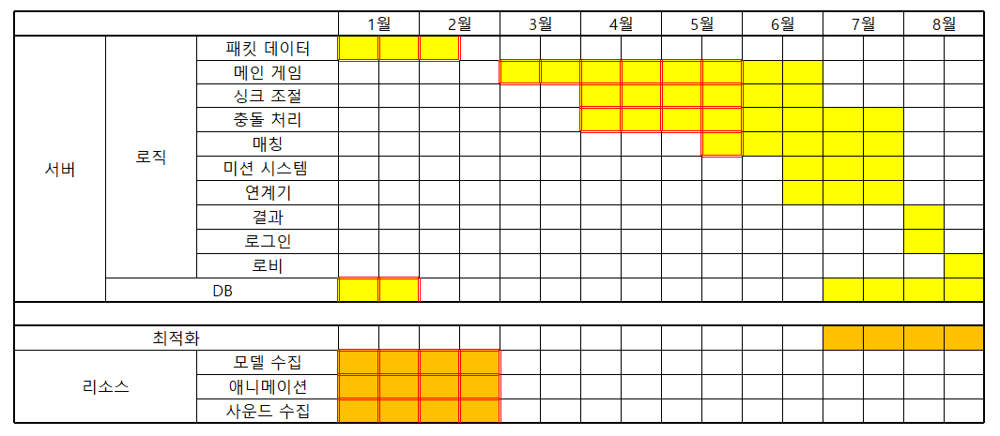 1월 2월 3월 4월 5월 6월 7월 8월
패킷 데이터
메인 게임
싱크 조절
충돌 처리
매칭
서버 로직 미션 시스템
연계기
결과
로그인
로비
DB
최적화
모델 수집
리소스 애니메이션
사운드 수집